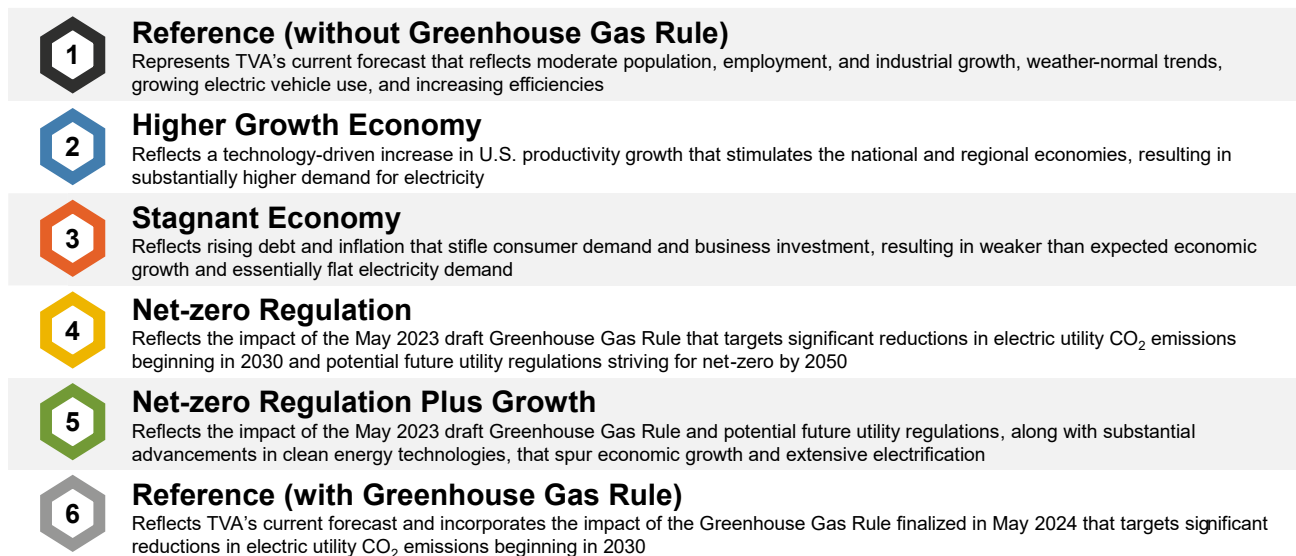 1
Reference (without Greenhouse Gas Rule)
Represents TVA's current forecast that reflects moderate population, employment, and industrial growth, weather-normal trends,
growing electric vehicle use, and increasing efficiencies
2
Higher Growth Economy
Reflects a technology-driven increase in U.S. productivity growth that stimulates the national and regional economies, resulting in
substantially higher demand for electricity
3
Stagnant Economy
Reflects rising debt and inflation that stifle consumer demand and business investment, resulting in weaker than expected economic
growth and essentially flat electricity demand
4
Net-zero Regulation
Reflects the impact of the May 2023 draft Greenhouse Gas Rule that targets significant reductions in electric utility CO₂ emissions
beginning in 2030 and potential future utility regulations striving for net-zero by 2050
5
Net-zero Regulation Plus Growth
Reflects the impact of the May 2023 draft Greenhouse Gas Rule and potential future utility regulations, along with substantial
advancements in clean energy technologies, that spur economic growth and extensive electrification
6
Reference (with Greenhouse Gas Rule)
Reflects TVA's current forecast and incorporates the impact of the Greenhouse Gas Rule finalized in May 2024 that targets significant
reductions in electric utility CO₂ emissions beginning in 2030